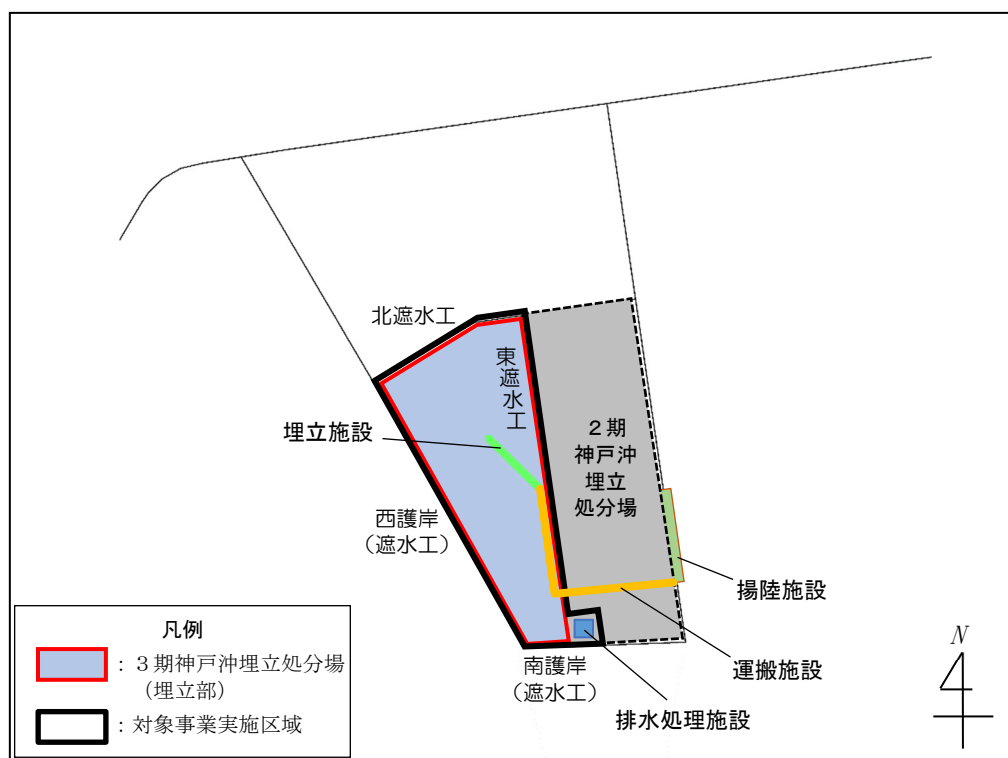 北遮水工
東遮水工
埋立施設
２期
神戸沖
埋立
処分場
西護岸
（遮水工）
揚陸施設
南護岸
（遮水工）
運搬施設
排水処理施設
凡例
：３期神戸沖埋立処分場
（埋立部）
：対象事業実施区域
N